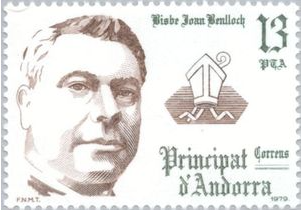 Bisbe Joan Benlloch
13
PTA
Correus
Principat
d'Andorra
F.N.M.T.
1979